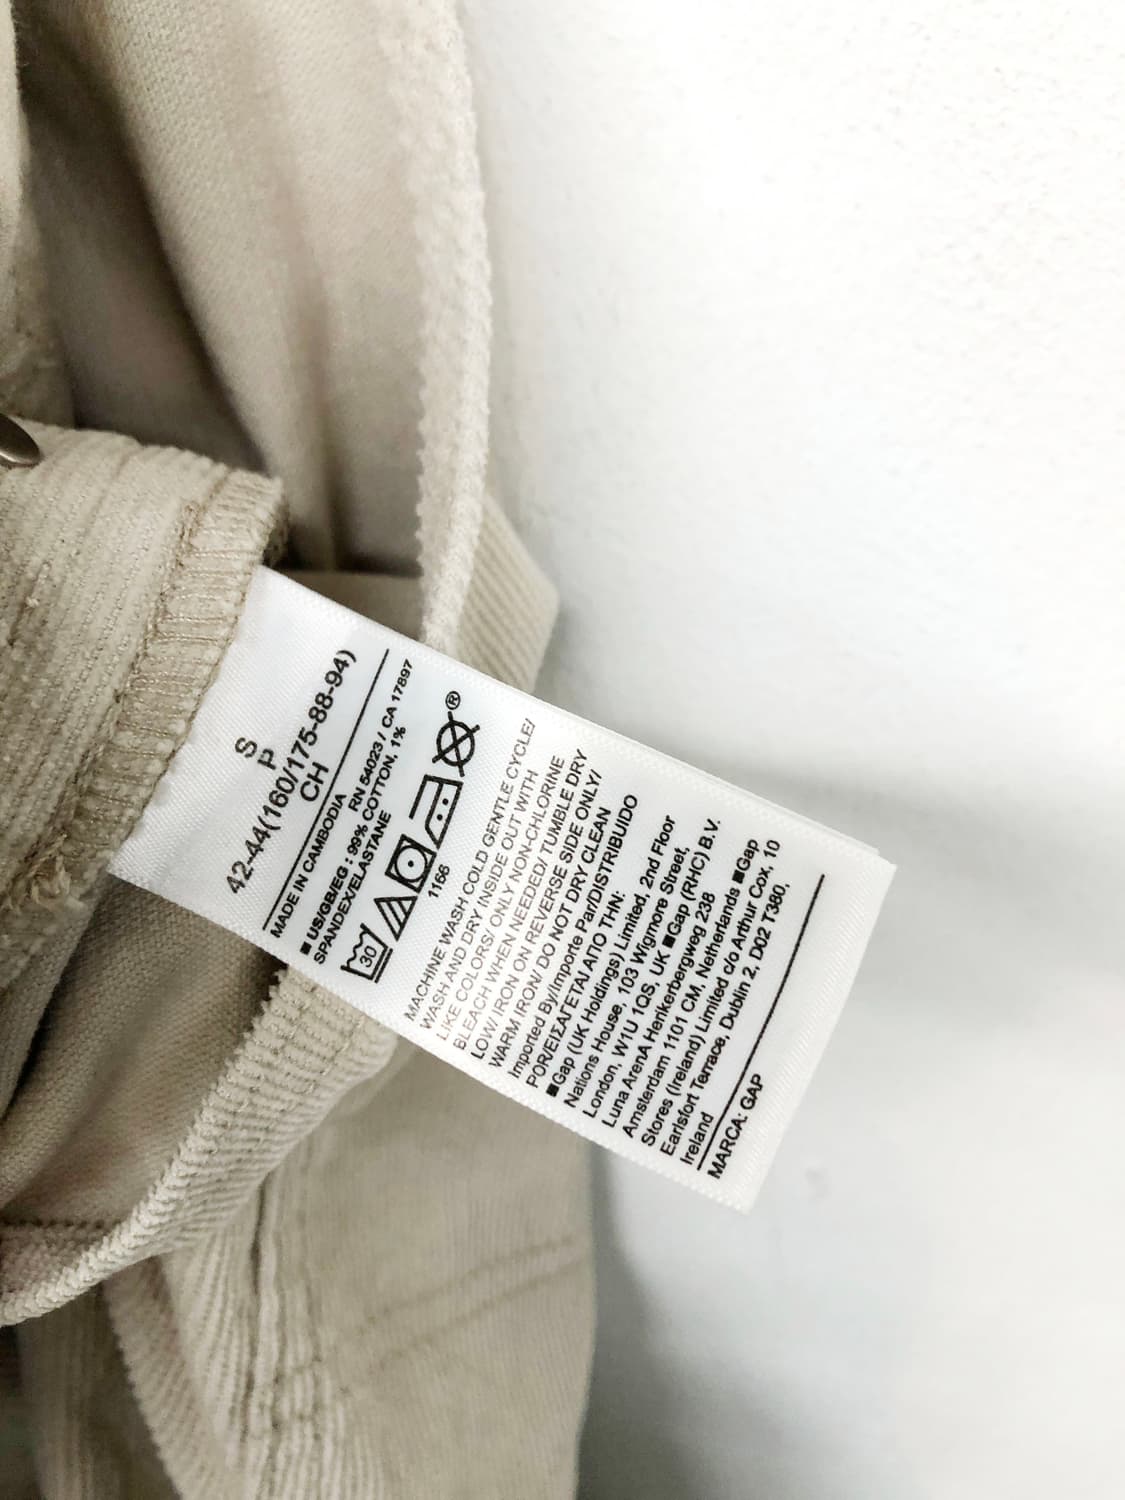 S
P
42-44(160/175-88-94)
CH
MADE IN CAMBODIA
RN 54023 / CA 17897
■ US/GB/EG : 99% COTTON, 1%
SPANDEX/ELASTANE
30
®
1166
MACHINE WASH COLD GENTLE CYCLE/
WASH AND DRY INSIDE OUT WITH
LIKE COLORS/ ONLY NON-CHLORINE
BLEACH WHEN NEEDED/ TUMBLE DRY
LOW/ IRON ON REVERSE SIDE ONLY/
WARM IRON/ DO NOT DRY CLEAN
Imported By/Importe Par/DISTRIBUIDO
POR/ΕΙΣΑΓΕΤΑΙ ΑΠΟ ΤΗΝ:
■Gap (UK Holdings) Limited, 2nd Floor
Nations House, 103 Wigmore Street,
London, W1U 1QS, UK ■Gap (RHC) B.V.
Luna ArenA Herikerbergweg 238
Amsterdam 1101 CM, Netherlands ■Gap
Stores (Ireland) Limited c/o Arthur Cox, 10
Earlsfort Terrace, Dublin 2, D02 T380,
Ireland
MARCA: GAP